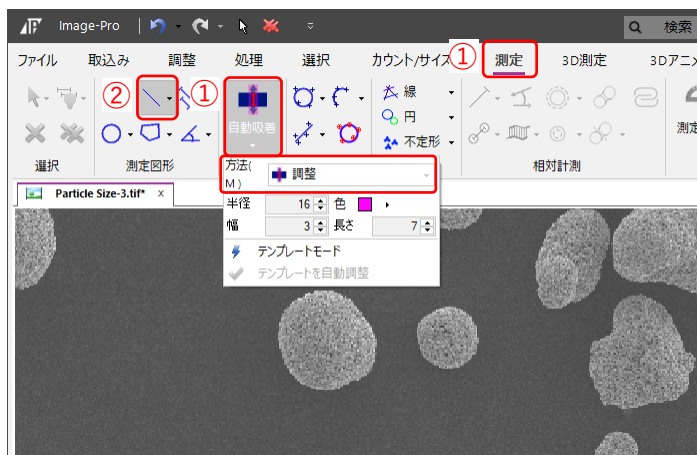 Image-Pro
検索
ファイル 取込み 調整 処理 選択 カウント/サイズ ① 測定 3D測定 3Dアニメ
② ①
自動吸着
線
円
不定形
測定
選択 測定図形 相対計測
方法(M) 調整
Particle Size-3.tif* x
半径 16 色
幅 3 長さ 7
テンプレートモード
テンプレートを自動調整